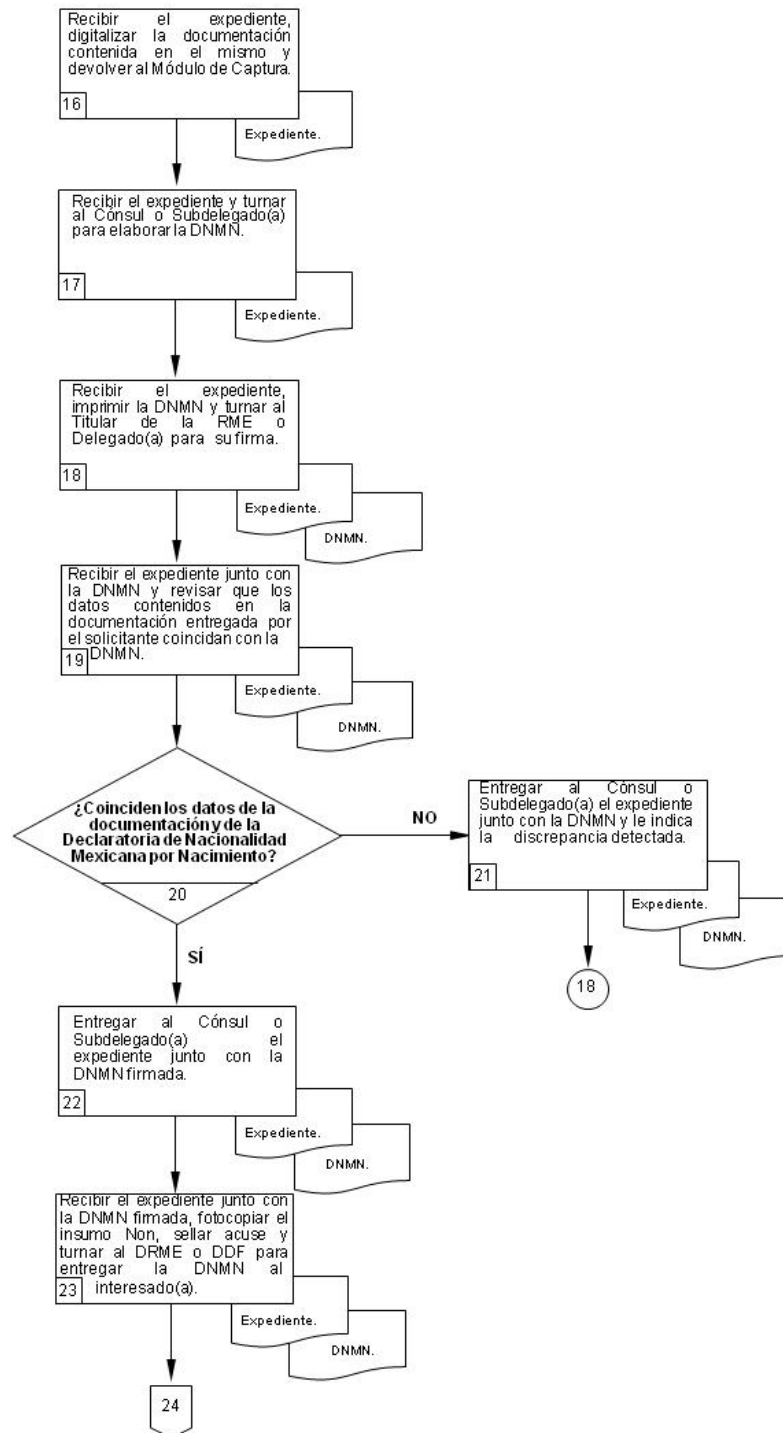 Recibir el expediente,
digitalizar la documentación
contenida en el mismo y
devolver al Módulo de Captura.
16
Expediente.
Recibir el expediente y turnar
al Cónsul o Subdelegado(a)
para elaborar la DNMN.
17
Expediente.
Recibir el expediente,
imprimir la DNMN y turnar al
Titular de la RME o
Delegado(a) para su firma.
18
Expediente.
DNMN.
Recibir el expediente junto con
la DNMN y revisar que los
datos contenidos en la
documentación entregada por
el solicitante coincidan con la
DNMN.
19
Expediente.
DNMN.
¿Coinciden los datos de la
documentación y de la
Declaratoria de Nacionalidad
Mexicana por Nacimiento?
20
NO
Entregar al Cónsul o
Subdelegado(a) el expediente
junto con la DNMN y le indica
la discrepancia detectada.
21
Expediente.
DNMN.
18
SÍ
Entregar al Cónsul o
Subdelegado(a) el
expediente junto con la
DNMN firmada.
22
Expediente.
DNMN.
Recibir el expediente junto con
la DNMN firmada, fotocopiar el
insumo Non, sellar acuse y
turnar al DRME o DDF para
entregar la DNMN al
interesado(a).
23
Expediente.
DNMN.
24